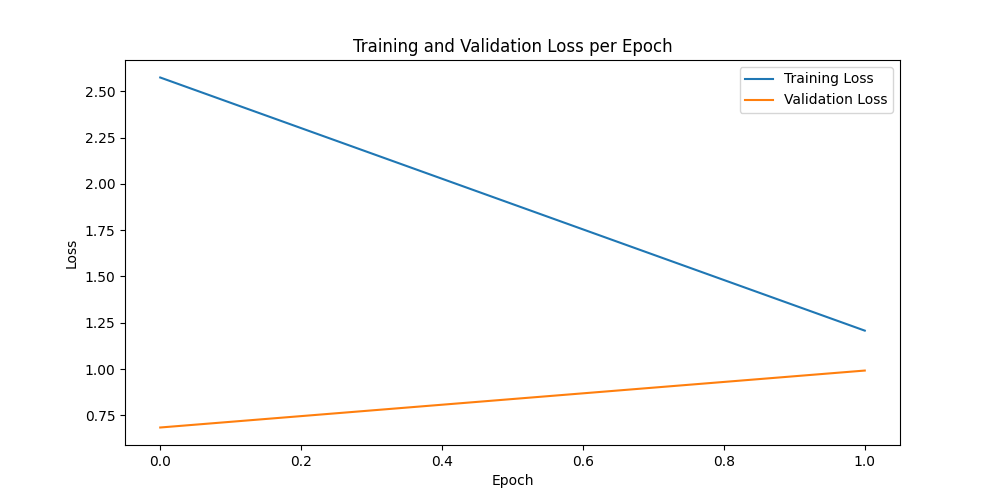 Training and Validation Loss per Epoch
Training Loss
Validation Loss
2.50
2.25
2.00
1.75
1.50
1.25
1.00
0.75
Loss
0.0 0.2 0.4 0.6 0.8 1.0
Epoch